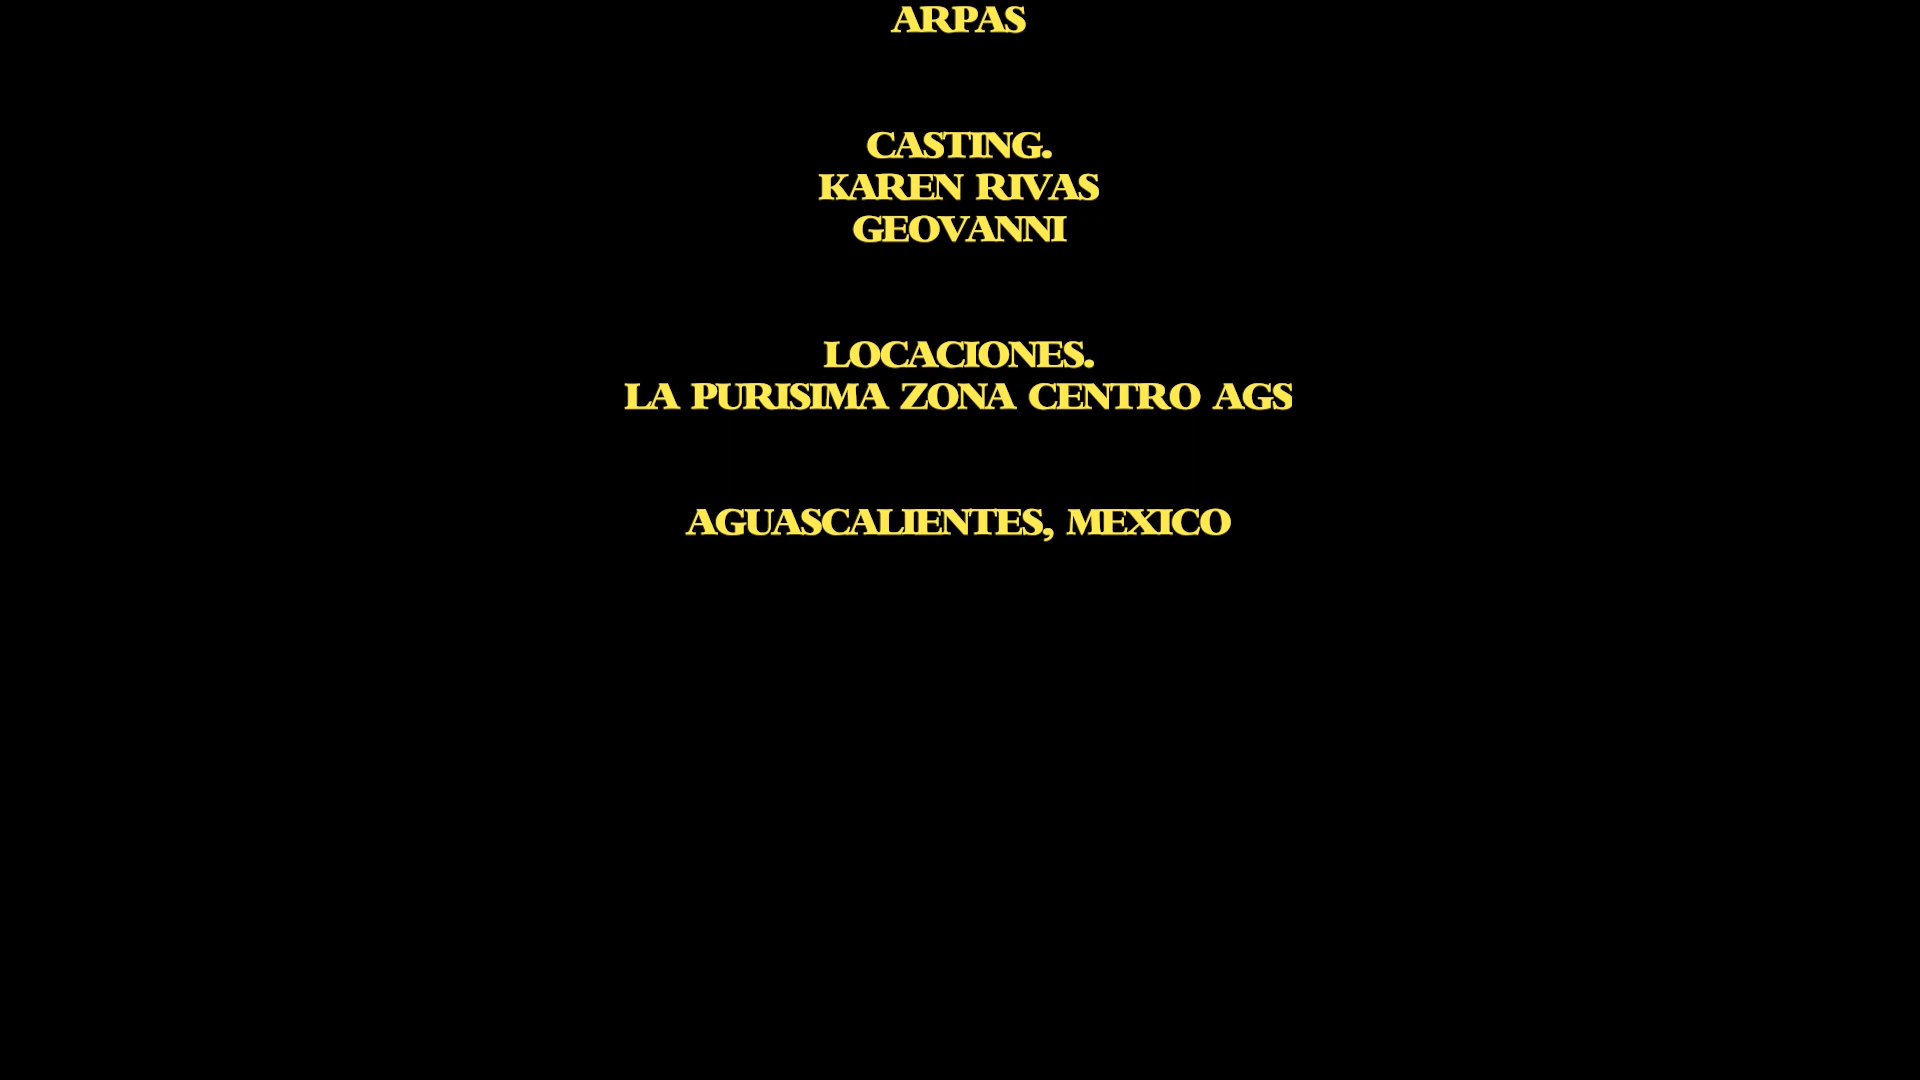 ARPAS
CASTING.
KAREN RIVAS
GEOVANNI
LOCACIONES.
LA PURISIMA ZONA CENTRO AGS
AGUASCALIENTES, MEXICO